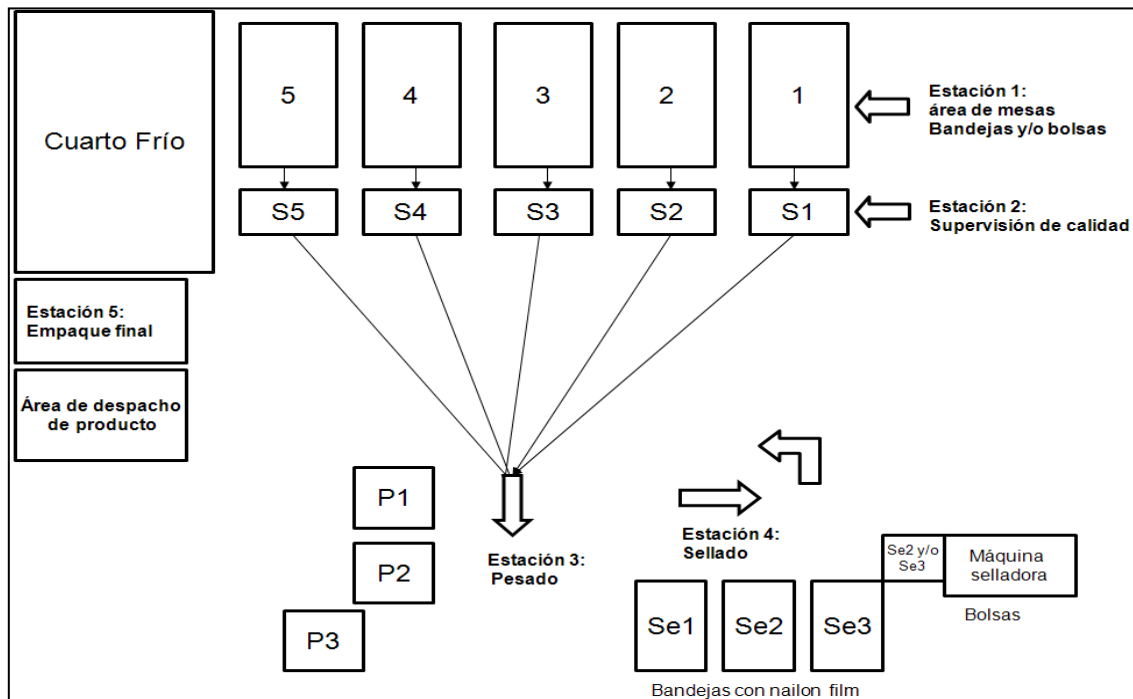 Cuarto Frío
5
4
3
2
1
Estación 1:
área de mesas
Bandejas y/o bolsas
S5
S4
S3
S2
S1
Estación 2:
Supervisión de calidad
Estación 5:
Empaque final
Área de despacho
de producto
P1
P2
P3
Estación 3:
Pesado
Estación 4:
Sellado
Se1
Se2
Se3
Se2 y/o
Se3
Máquina
selladora
Bolsas
Bandejas con nailon film